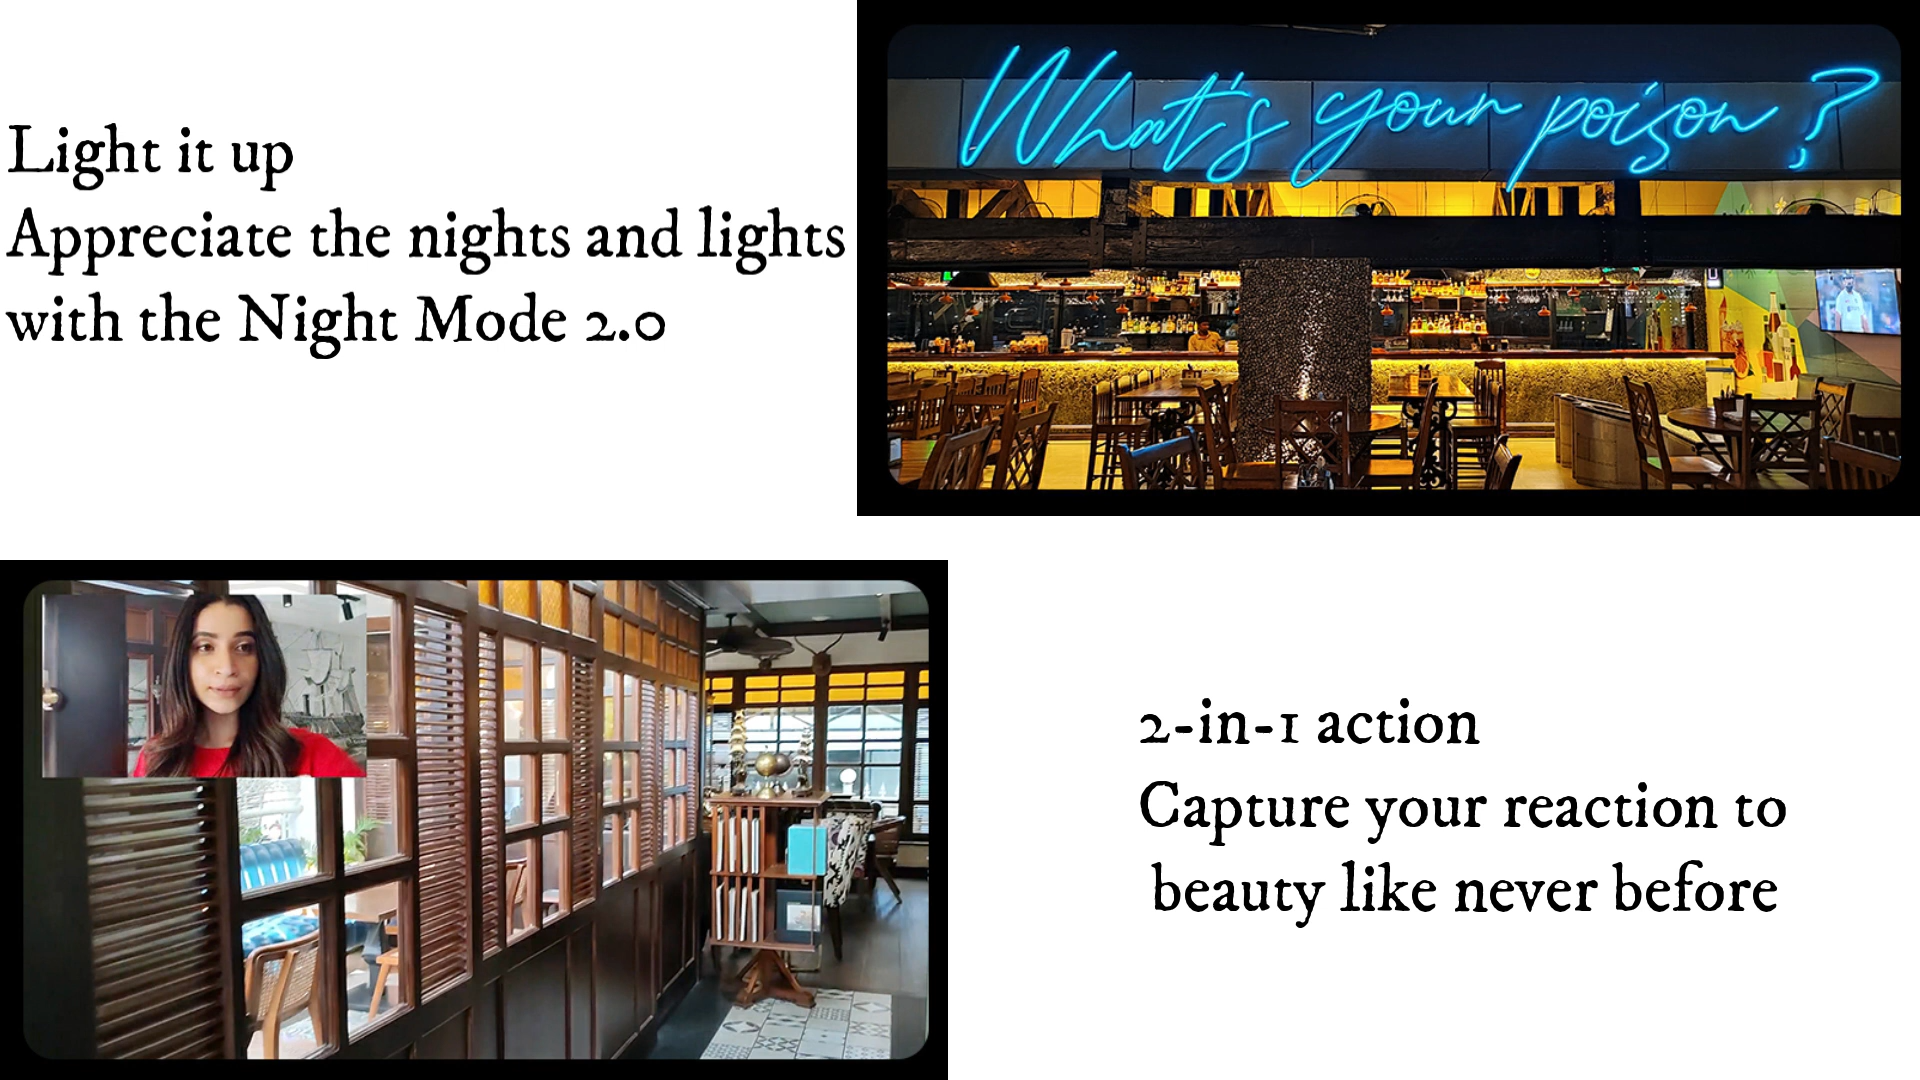 Light it up
Appreciate the nights and lights
with the Night Mode 2.0
What's your poison ?
2-in-1 action
Capture your reaction to
beauty like never before